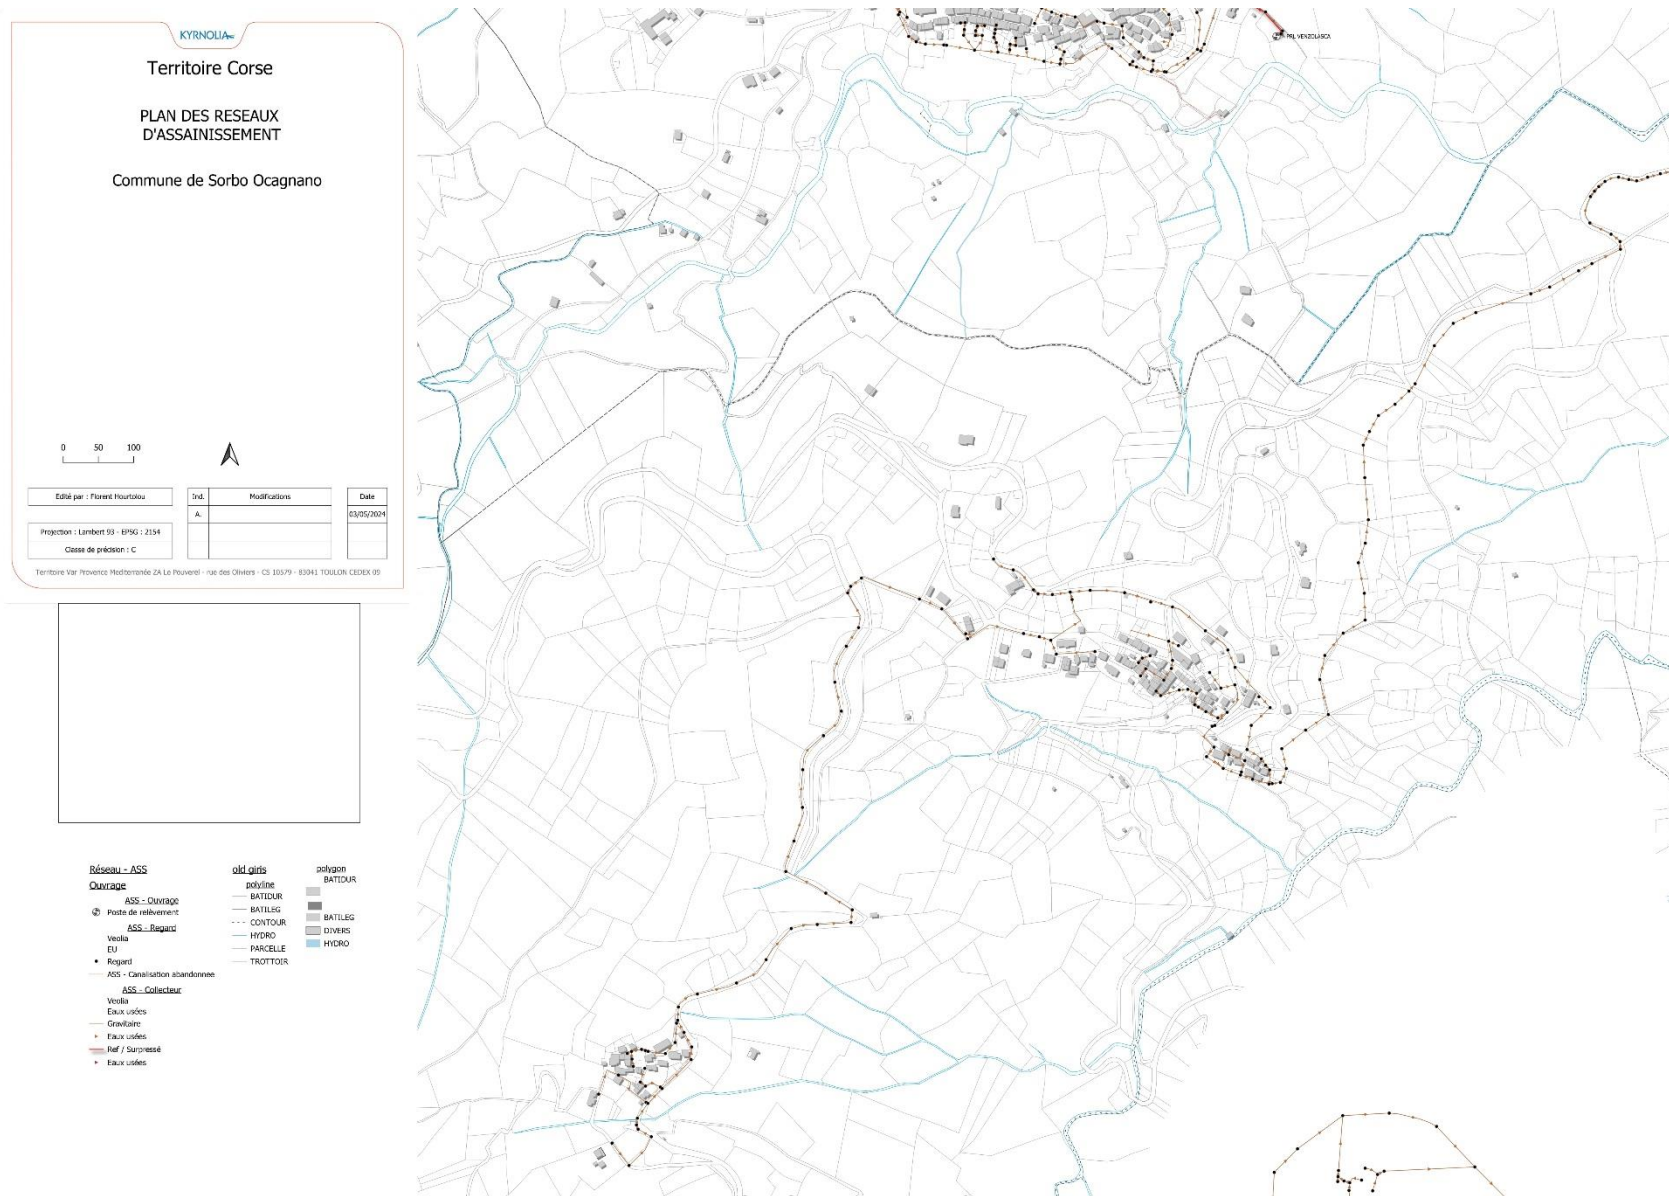 KYRNOLIA
Territoire Corse
PLAN DES RESEAUX
D'ASSAINISSEMENT
Commune de Sorbo Ocagnano
0 50 100
Edité par : Florent Hourtolou
Projection : Lambert 93 - EPSG : 2154
Classe de précision : C
Ind. Modifications Date
A. 03/05/2024
Territoire Var Provence Mediterranée ZA Le Pouverel - rue des Oliviers - CS 10579 - 83041 TOULON CEDEX 09
Réseau - ASS
Ouvrage
ASS - Ouvrage
Poste de relèvement
ASS - Regard
Veolia
EU
Regard
ASS - Canalisation abandonnee
ASS - Collecteur
Veolia
Eaux usées
Gravitaire
Eaux usées
Ref / Surpressé
Eaux usées
old giris
polyline
BATIDUR
BATILEG
CONTOUR
HYDRO
PARCELLE
TROTTOIR
polygon
BATIDUR
BATILEG
DIVERS
HYDRO
PRL VENZOLASCA